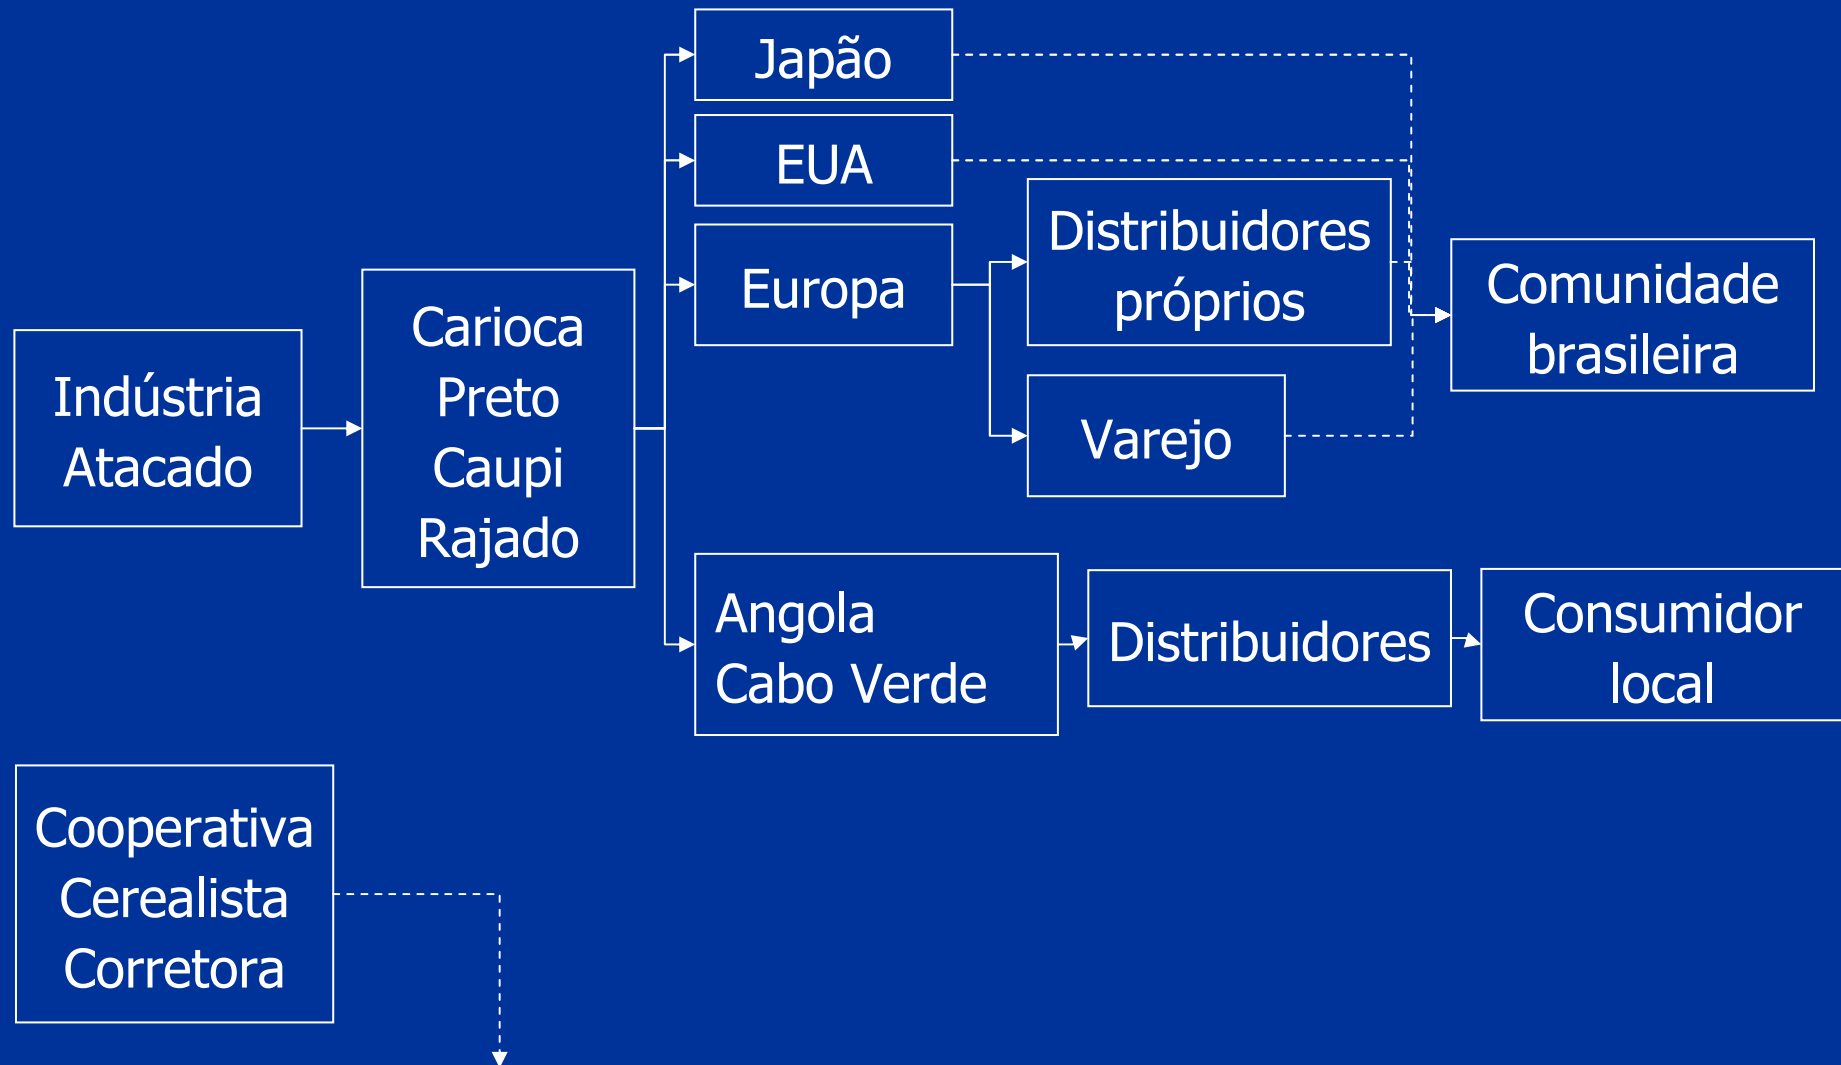 Japão
EUA
Europa
Distribuidores
próprios
Comunidade
brasileira
Indústria
Atacado
Carioca
Preto
Caupi
Rajado
Varejo
Angola
Cabo Verde
Distribuidores
Consumidor
local
Cooperativa
Cerealista
Corretora